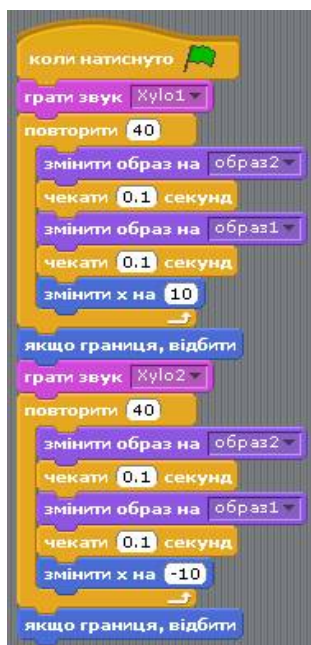 коли натиснуто
грати звук Xylo1
повторити 40
змінити образ на образ2
чекати 0.1 секунд
змінити образ на образ1
чекати 0.1 секунд
змінити х на 10
якщо границя, відбити
грати звук Xylo2
повторити 40
змінити образ на образ2
чекати 0.1 секунд
змінити образ на образ1
чекати 0.1 секунд
змінити х на -10
якщо границя, відбити